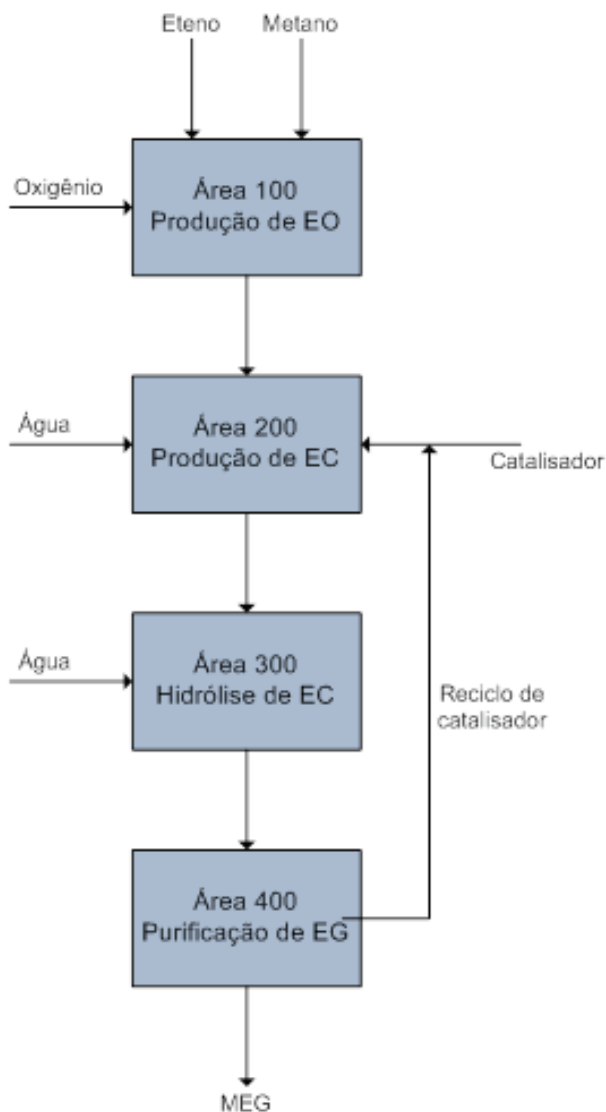 Eteno
Metano
Oxigênio
Área 100
Produção de EO
Água
Área 200
Produção de EC
Catalisador
Água
Área 300
Hidrólise de EC
Reciclo de
catalisador
Área 400
Purificação de EG
MEG